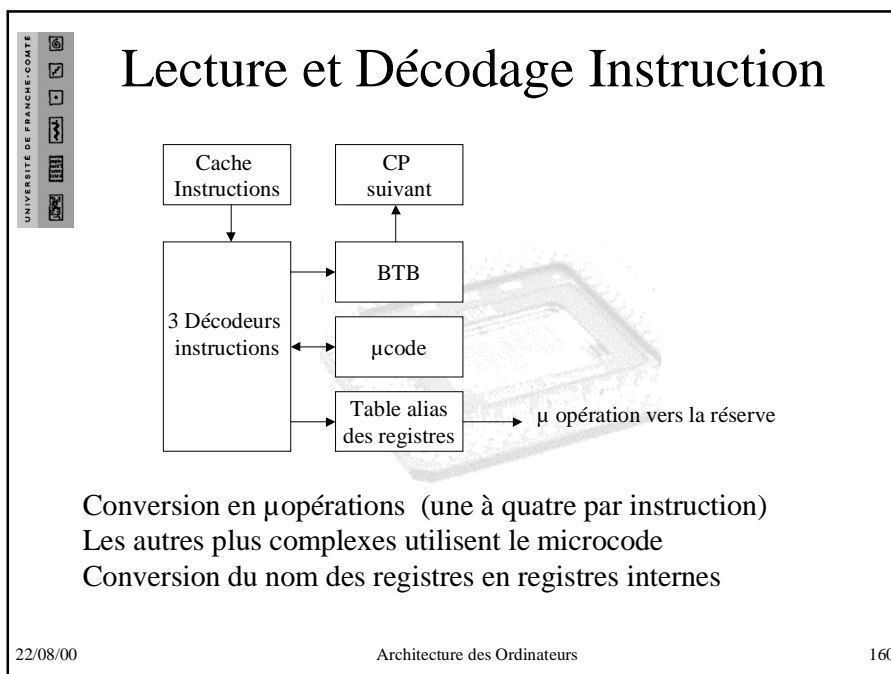 UNIVERSITÉ DE FRANCHE-COMTÉ
Lecture et Décodage Instruction
Cache
Instructions
CP
suivant
BTB
3 Décodeurs
instructions
µcode
Table alias
des registres
µ opération vers la réserve
Conversion en µopérations (une à quatre par instruction)
Les autres plus complexes utilisent le microcode
Conversion du nom des registres en registres internes
22/08/00
Architecture des Ordinateurs
160